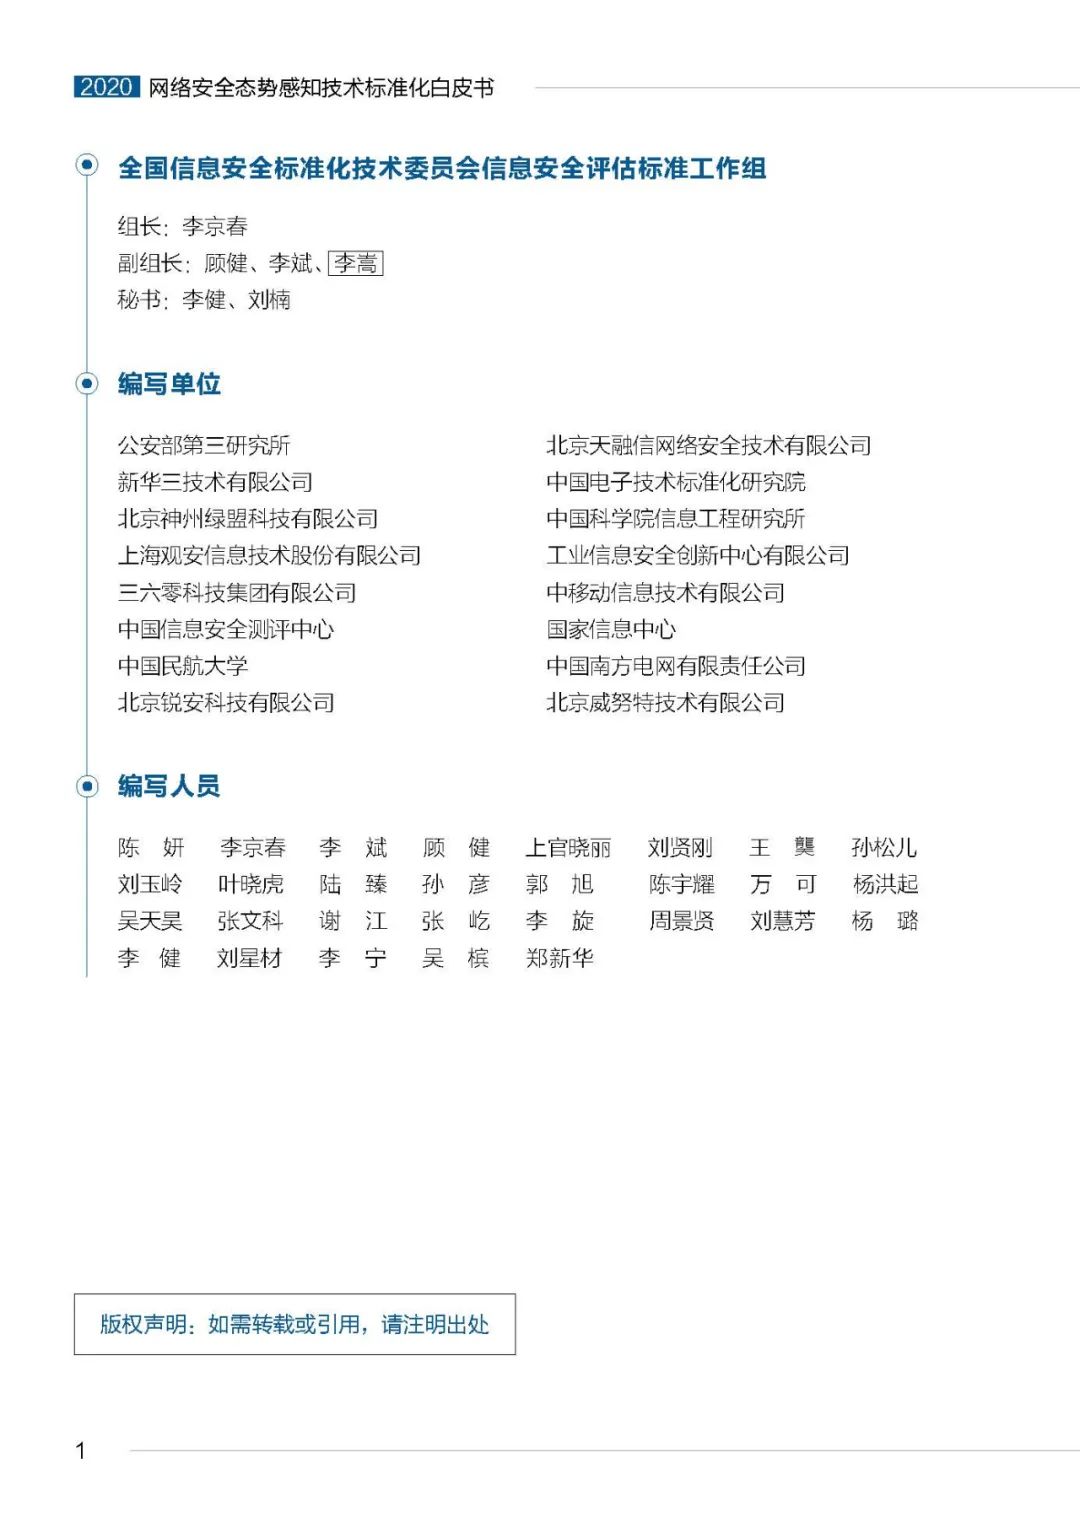 2020 网络安全态势感知技术标准化白皮书
全国信息安全标准化技术委员会信息安全评估标准工作组
组长：李京春
副组长：顾健、李斌、李嵩
秘书：李健、刘楠
编写单位
公安部第三研究所 北京天融信网络安全技术有限公司
新华三技术有限公司 中国电子技术标准化研究院
北京神州绿盟科技有限公司 中国科学院信息工程研究所
上海观安信息技术股份有限公司 工业信息安全创新中心有限公司
三六零科技集团有限公司 中移动信息技术有限公司
中国信息安全测评中心 国家信息中心
中国民航大学 中国南方电网有限责任公司
北京锐安科技有限公司 北京威努特技术有限公司
编写人员
陈 妍 李京春 李 斌 顾 健 上官晓丽 刘贤刚 王 龑 孙松儿
刘玉岭 叶晓虎 陆 臻 孙 彦 郭 旭 陈宇耀 万 可 杨洪起
吴天昊 张文科 谢 江 张 屹 李 旋 周景贤 刘慧芳 杨 璐
李 健 刘星材 李 宁 吴 槟 郑新华
版权声明：如需转载或引用，请注明出处
1